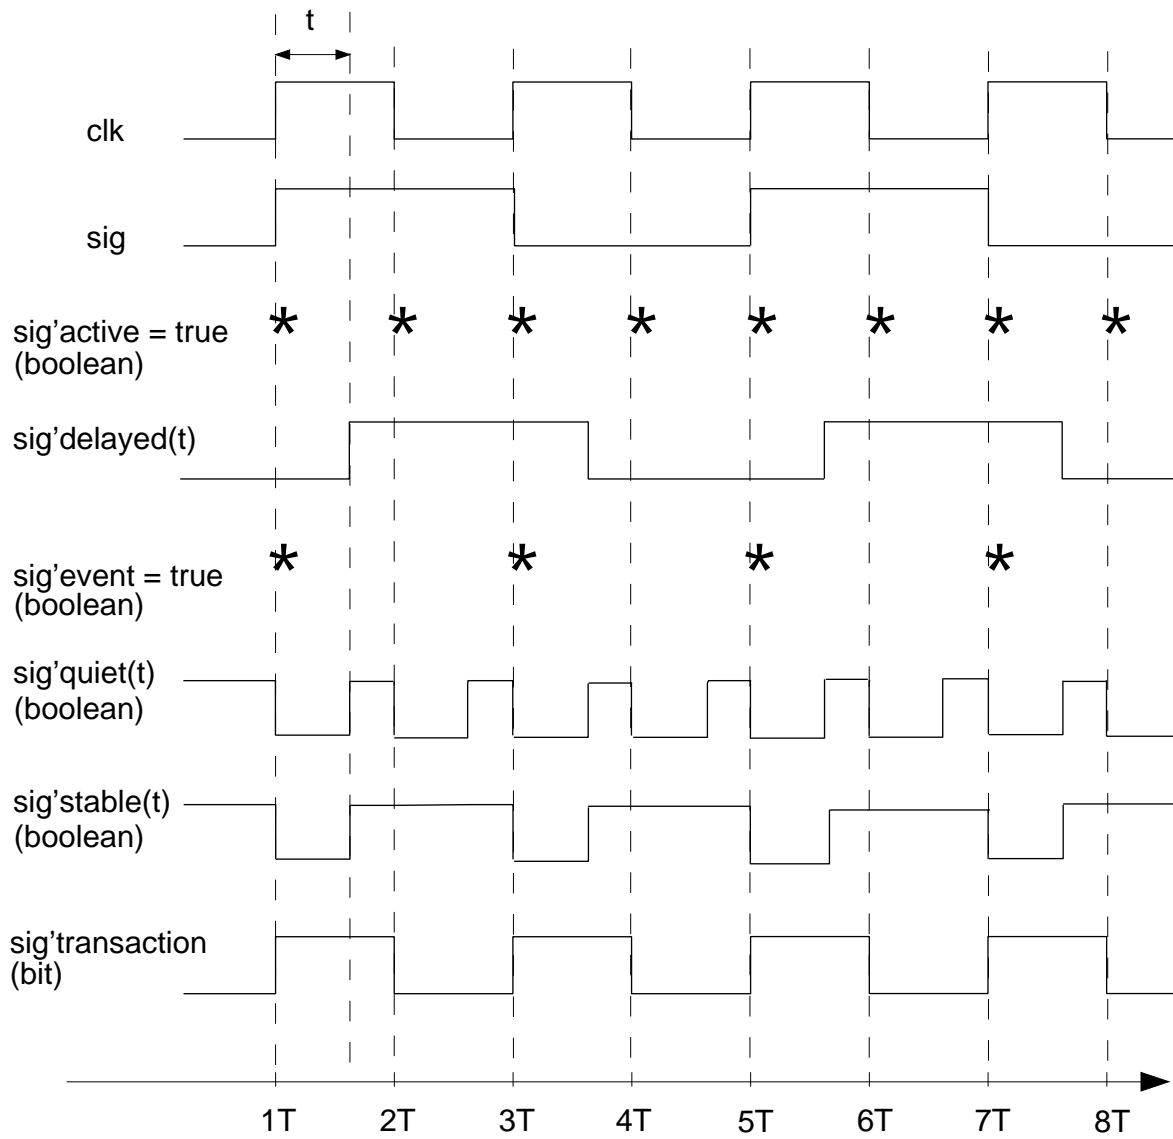 t
clk
sig
sig’active = true
(boolean)
sig’delayed(t)
sig’event = true
(boolean)
sig’quiet(t)
(boolean)
sig’stable(t)
(boolean)
sig’transaction
(bit)
1T 2T 3T 4T 5T 6T 7T 8T